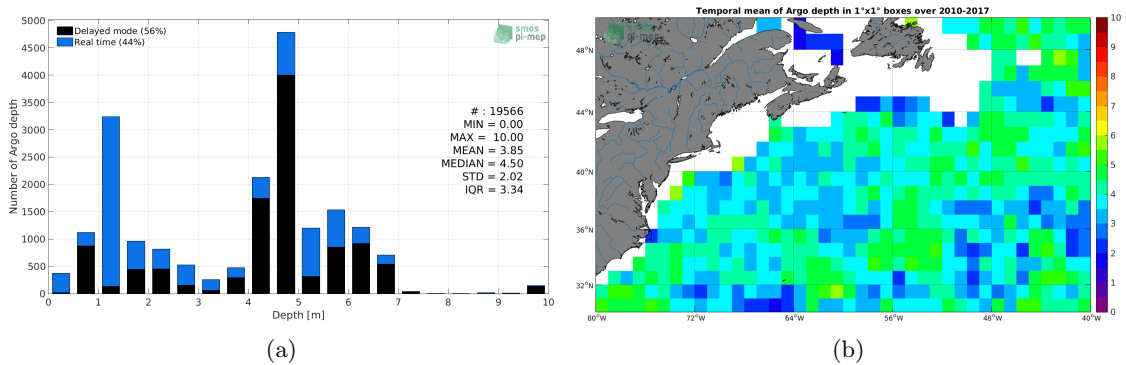 smos
pi-mep
Delayed mode (56%)
Real time (44%)
# : 19566
MIN = 0.00
MAX = 10.00
MEAN = 3.85
MEDIAN = 4.50
STD = 2.02
IQR = 3.34
Number of Argo depth
5000
4500
4000
3500
3000
2500
2000
1500
1000
500
0
0 1 2 3 4 5 6 7 8 9 10
Depth [m]
(a)
Temporal mean of Argo depth in 1°x1° boxes over 2010-2017
smos
pi-mep
48°N
44°N
40°N
36°N
32°N
80°W 72°W 64°W 56°W 48°W 40°W
10
9
8
7
6
5
4
3
2
1
0
(b)